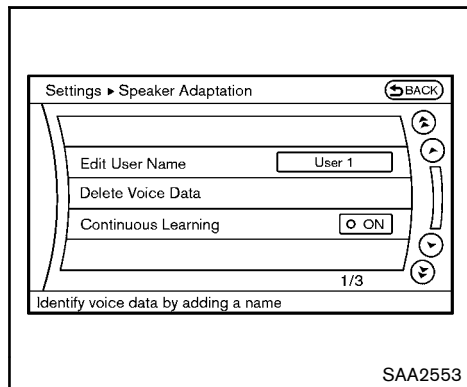 Settings ▸ Speaker Adaptation BACK
Edit User Name User 1
Delete Voice Data
Continuous Learning ON
1/3
Identify voice data by adding a name
SAA2553